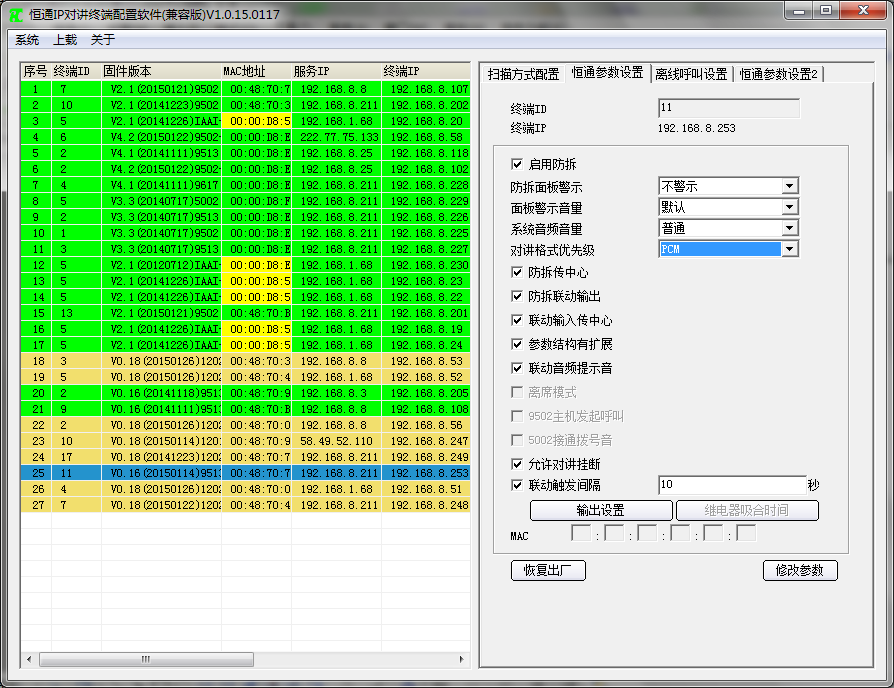 恒通IP对讲终端配置软件(兼容版)V1.0.15.0117
系统 上载 关于
序号 终端ID 固件版本 MAC地址 服务IP 终端IP
1 7 V2.1(20150121)9502 00:48:70:7 192.168.8.8 192.168.8.107
2 10 V2.1(20141223)9502 00:48:70:3 192.168.8.211 192.168.8.202
3 5 V2.1(20141226)IAAI- 00:00:D8:5 192.168.1.68 192.168.8.20
4 6 V4.2(20150122)9502- 00:48:70:E 222.77.75.133 192.168.8.58
5 2 V4.1(20141111)9513 00:48:70:E 192.168.8.25 192.168.8.118
6 2 V4.2(20150122)9502- 00:48:70:E 192.168.8.25 192.168.8.102
7 4 V4.1(20141111)9617 00:48:70:7 192.168.8.211 192.168.8.228
8 5 V3.3(20140717)5002 00:48:70:F 192.168.8.211 192.168.8.229
9 2 V3.3(20140717)9513 00:48:70:E 192.168.8.211 192.168.8.226
10 1 V3.3(20140717)9502 00:48:70:E 192.168.8.211 192.168.8.225
11 3 V3.3(20140717)9513 00:48:70:E 192.168.8.211 192.168.8.227
12 5 V2.1(20120712)IAAI- 00:00:D8:E 192.168.1.68 192.168.8.230
13 5 V2.1(20141226)IAAI- 00:00:D8:5 192.168.1.68 192.168.8.23
14 5 V2.1(20141226)IAAI- 00:00:D8:5 192.168.1.68 192.168.8.22
15 13 V2.1(20150121)9502 00:48:70:B 192.168.8.211 192.168.8.201
16 5 V2.1(20141226)IAAI- 00:00:D8:5 192.168.1.68 192.168.8.19
17 5 V2.1(20141226)IAAI- 00:00:D8:5 192.168.1.68 192.168.8.24
18 3 V0.18(20150126)1202 00:48:70:3 192.168.8.8 192.168.8.53
19 5 V0.18(20150126)1202 00:48:70:4 192.168.1.68 192.168.8.52
20 2 V0.16(20141118)9513 00:48:70:9 192.168.8.3 192.168.8.205
21 9 V0.16(20141111)9513 00:48:70:B 192.168.8.8 192.168.8.108
22 2 V0.18(20150126)1202 00:48:70:0 192.168.8.8 192.168.8.56
23 10 V0.18(20150114)1201 00:48:70:9 58.49.52.110 192.168.8.247
24 17 V0.18(20141223)1202 00:48:70:7 192.168.8.211 192.168.8.249
25 11 V0.16(20150114)9513 00:48:70:7 192.168.8.211 192.168.8.253
26 4 V0.18(20150126)1202 00:48:70:0 192.168.1.68 192.168.8.51
27 7 V0.18(20150122)1202 00:48:70:4 192.168.8.211 192.168.8.248
扫描方式配置 恒通参数设置 离线呼叫设置 恒通参数设置2
终端ID 11
终端IP 192.168.8.253
启用防拆
防拆面板警示 不警示
面板警示音量 默认
系统音频音量 普通
对讲格式优先级 PCM
防拆传中心
防拆联动输出
联动输入传中心
参数结构有扩展
联动音频提示音
离席模式
9502主机发起呼叫
5002接通拨号音
允许对讲挂断
联动触发间隔 10 秒
输出设置 继电器吸合时间
MAC : : : : :
恢复出厂 修改参数